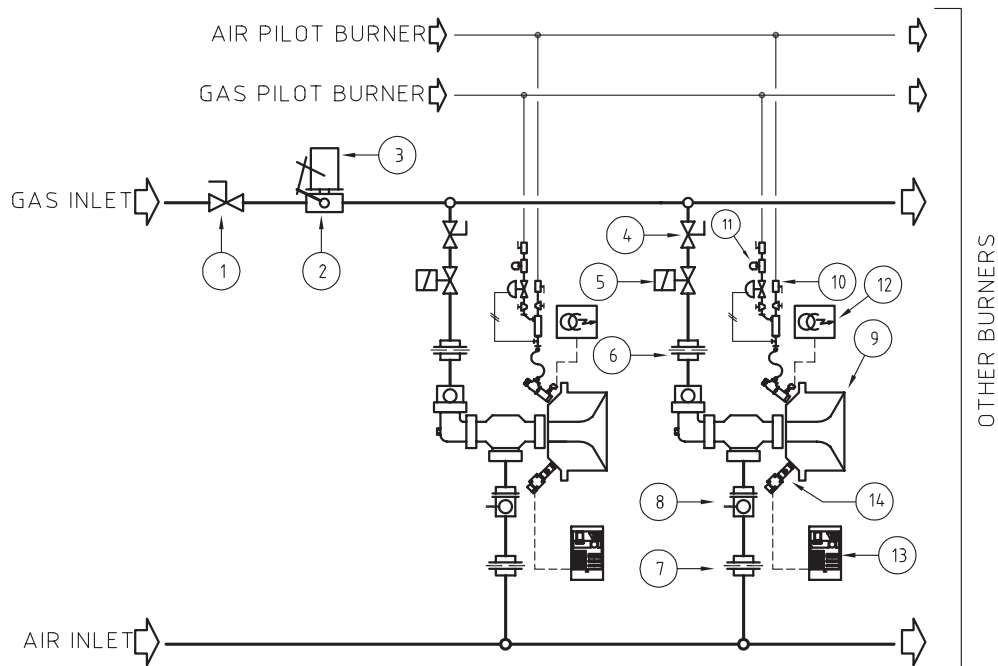 AIR PILOT BURNER
GAS PILOT BURNER
3
GAS INLET
1
2
4
11
5
10
12
6
9
OTHER BURNERS
8
14
7
13
AIR INLET